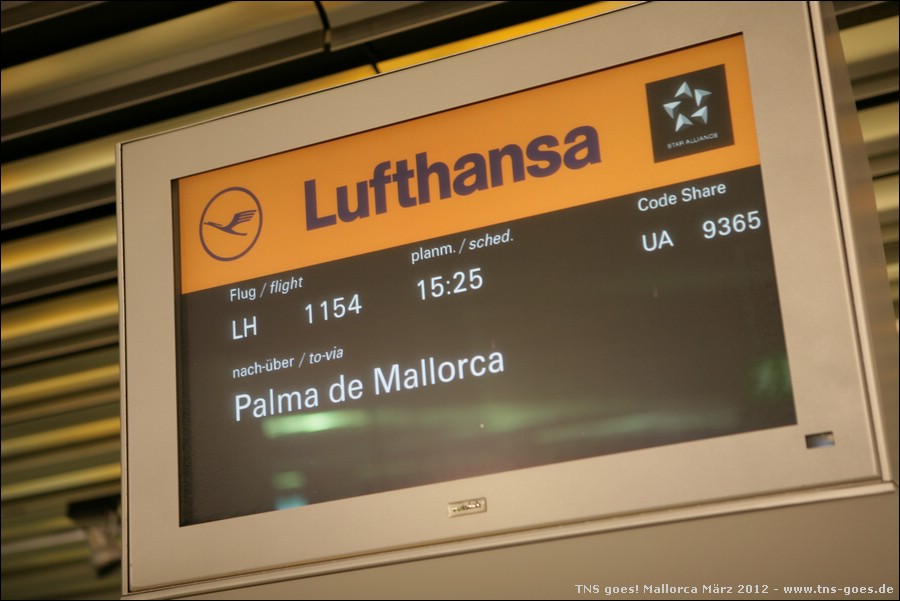 Lufthansa
STAR ALLIANCE
Flug / flight planm. / sched. Code Share
LH 1154 15:25 UA 9365
nach-über / to-via
Palma de Mallorca
TNS goes! Mallorca März 2012 - www.tns-goes.de